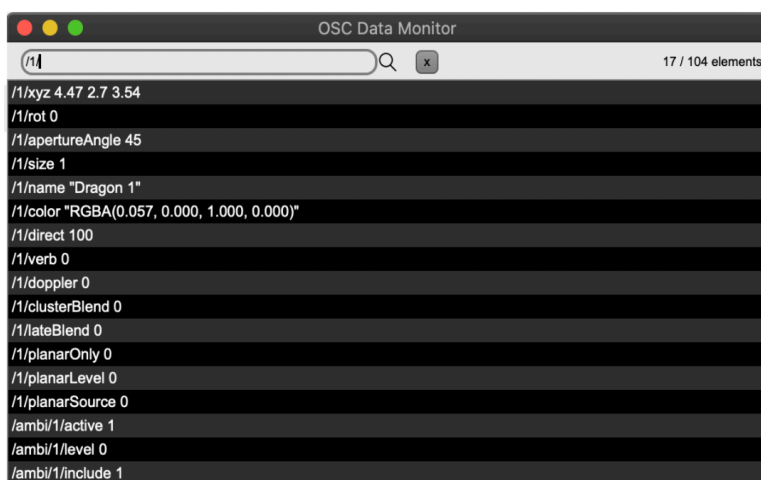 OSC Data Monitor
/1/
x
17 / 104 elements
/1/xyz 4.47 2.7 3.54
/1/rot 0
/1/apertureAngle 45
/1/size 1
/1/name "Dragon 1"
/1/color "RGBA(0.057, 0.000, 1.000, 0.000)"
/1/direct 100
/1/verb 0
/1/doppler 0
/1/clusterBlend 0
/1/lateBlend 0
/1/planarOnly 0
/1/planarLevel 0
/1/planarSource 0
/ambi/1/active 1
/ambi/1/level 0
/ambi/1/include 1